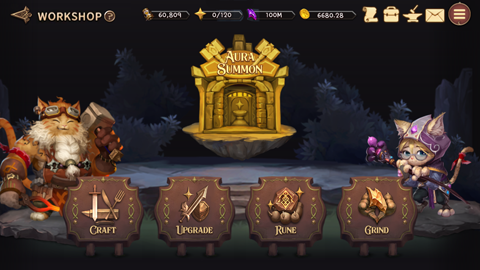 WORKSHOP ?
60,809
0/120
100M
6680.28
AURA
SUMMON
CRAFT
UPGRADE
RUNE
GRIND